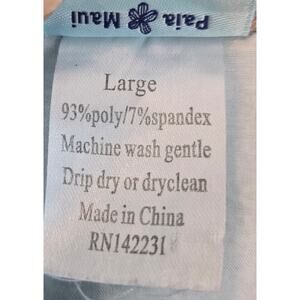 Paia
Maui
Large
93%poly/7%spandex
Machine wash gentle
Drip dry or dryclean
Made in China
RN142231